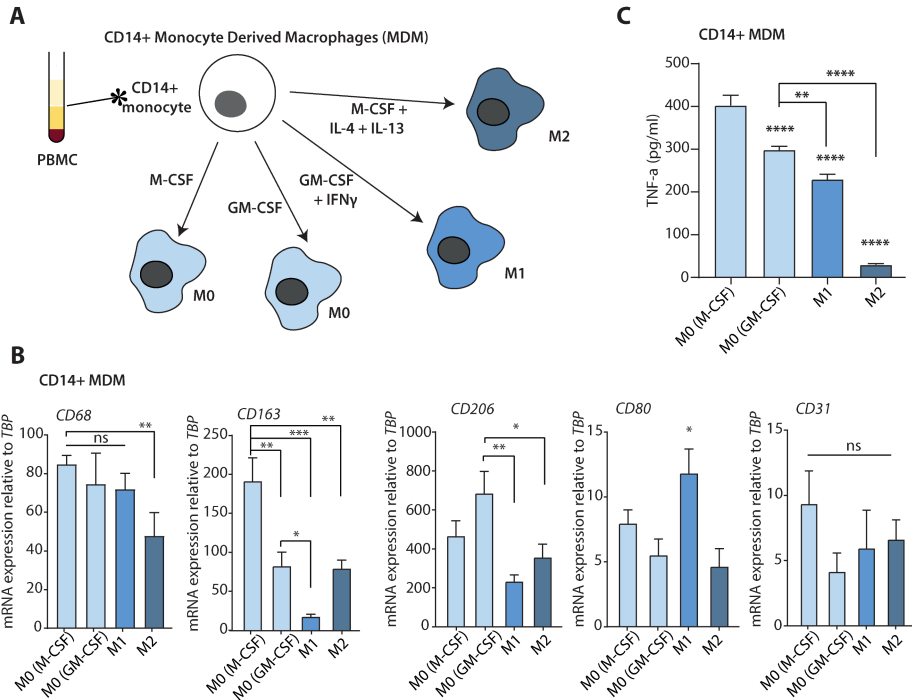 A
CD14+ Monocyte Derived Macrophages (MDM)
CD14+
monocyte
*
PBMC
M-CSF +
IL-4 + IL-13
M2
M-CSF
GM-CSF
GM-CSF
+ IFNγ
M1
M0
M0
C
CD14+ MDM
TNF-a (pg/ml)
500
400
300
200
100
0
****
**
****
****
****
M0 (M-CSF)
M0 (GM-CSF)
M1
M2
B
CD14+ MDM
CD68
mRNA expression relative to TBP
100
80
60
40
20
0
**
ns
M0 (M-CSF)
M0 (GM-CSF)
M1
M2
CD163
mRNA expression relative to TBP
250
200
150
100
50
0
**
***
**
*
M0 (M-CSF)
M0 (GM-CSF)
M1
M2
CD206
mRNA expression relative to TBP
1000
800
600
400
200
0
*
**
M0 (M-CSF)
M0 (GM-CSF)
M1
M2
CD80
mRNA expression relative to TBP
15
10
5
0
*
M0 (M-CSF)
M0 (GM-CSF)
M1
M2
CD31
mRNA expression relative to TBP
15
10
5
0
ns
M0 (M-CSF)
M0 (GM-CSF)
M1
M2